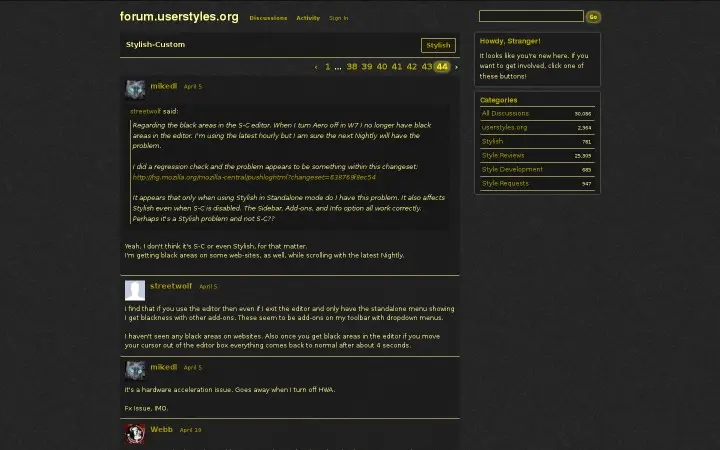 forum.userstyles.org Discussions Activity Sign In Go
Stylish-Custom Stylish
‹ 1 ... 38 39 40 41 42 43 44 ›
mikedl April 5
streetwolf said:
Regarding the black areas in the S-C editor. When I turn Aero off in W7 I no longer have black
areas in the editor. I'm using the latest hourly but I am sure the next Nightly will have the
problem.
I did a regression check and the problem appears to be something within this changeset:
http://hg.mozilla.org/mozilla-central/pushloghtml?changeset=638769f8ec54
It appears that only when using Stylish in Standalone mode do I have this problem. It also affects
Stylish even when S-C is disabled. The Sidebar, Add-ons, and Info option all work correctly.
Perhaps it's a Stylish problem and not S-C??
Yeah, I don't think it's S-C or even Stylish, for that matter.
I'm getting black areas on some web-sites, as well, while scrolling with the latest Nightly.
streetwolf April 5
I find that if you use the editor then even if I exit the editor and only have the standalone menu showing
I get blackness with other add-ons. These seem to be add-ons on my toolbar with dropdown menus.
I haven't seen any black areas on websites. Also once you get black areas in the editor if you move
your cursor out of the editor box everything comes back to normal after about 4 seconds.
mikedl April 5
It's a hardware acceleration issue. Goes away when I turn off HWA.
Fx Issue, IMO.
Webb April 19
Howdy, Stranger!
It looks like you're new here. If you
want to get involved, click one of
these buttons!
Categories
All Discussions 30,086
userstyles.org 2,364
Stylish 781
Style Reviews 25,309
Style Development 685
Style Requests 947